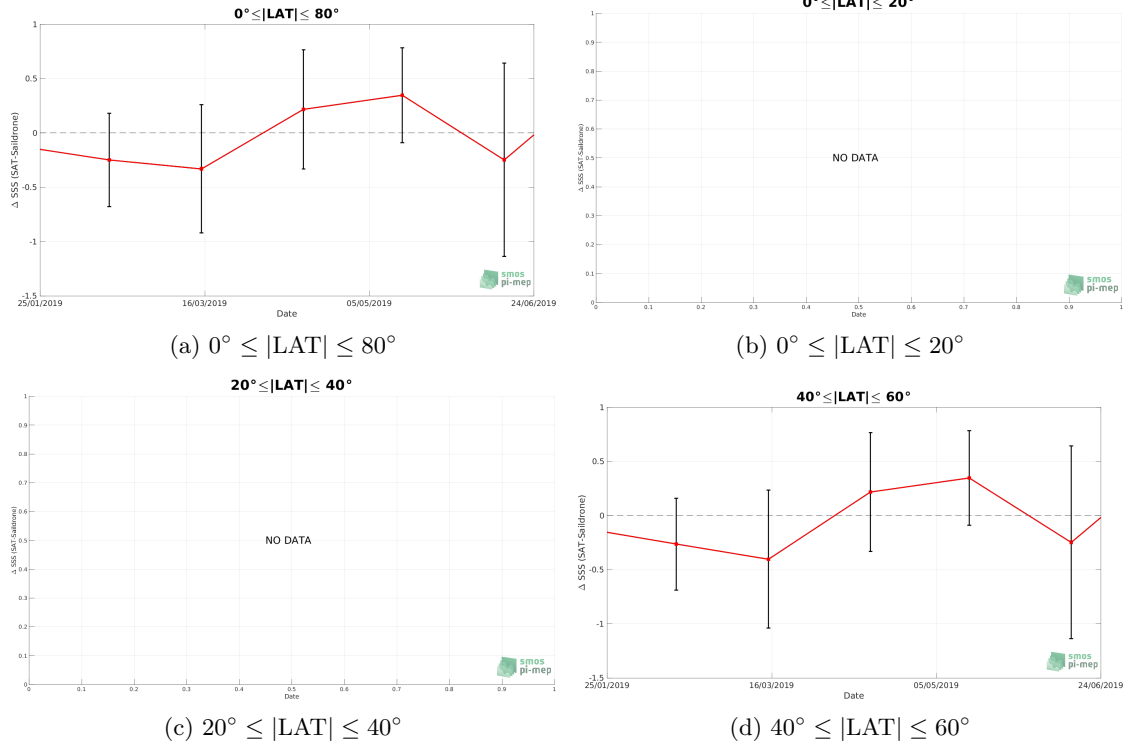 0°≤|LAT|≤ 80°
1
0.5
0
-0.5
-1
-1.5
Δ SSS (SAT-Saildrone)
25/01/2019 16/03/2019 05/05/2019 24/06/2019
Date
smos
pi-mep
(a) 0° ≤ |LAT| ≤ 80°
0°≤|LAT|≤ 20°
1
0.9
0.8
0.7
0.6
0.5
0.4
0.3
0.2
0.1
0
Δ SSS (SAT-Saildrone)
NO DATA
0 0.1 0.2 0.3 0.4 0.5 0.6 0.7 0.8 0.9 1
Date
smos
pi-mep
(b) 0° ≤ |LAT| ≤ 20°
20°≤|LAT|≤ 40°
1
0.9
0.8
0.7
0.6
0.5
0.4
0.3
0.2
0.1
0
Δ SSS (SAT-Saildrone)
NO DATA
0 0.1 0.2 0.3 0.4 0.5 0.6 0.7 0.8 0.9 1
Date
smos
pi-mep
(c) 20° ≤ |LAT| ≤ 40°
40°≤|LAT|≤ 60°
1
0.5
0
-0.5
-1
-1.5
Δ SSS (SAT-Saildrone)
25/01/2019 16/03/2019 05/05/2019 24/06/2019
Date
smos
pi-mep
(d) 40° ≤ |LAT| ≤ 60°